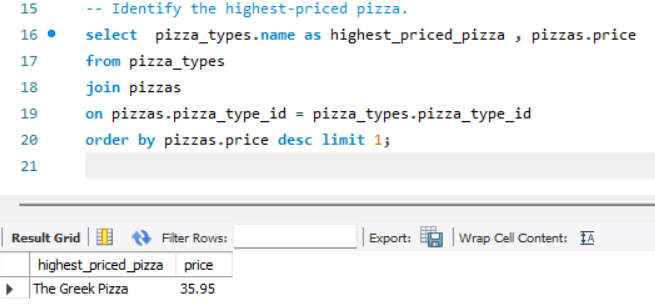 15 -- Identify the highest-priced pizza.
16 select pizza_types.name as highest_priced_pizza , pizzas.price
17 from pizza_types
18 join pizzas
19 on pizzas.pizza_type_id = pizza_types.pizza_type_id
20 order by pizzas.price desc limit 1;
21
Result Grid Filter Rows: Export: Wrap Cell Content: IA
highest_priced_pizza price
The Greek Pizza 35.95